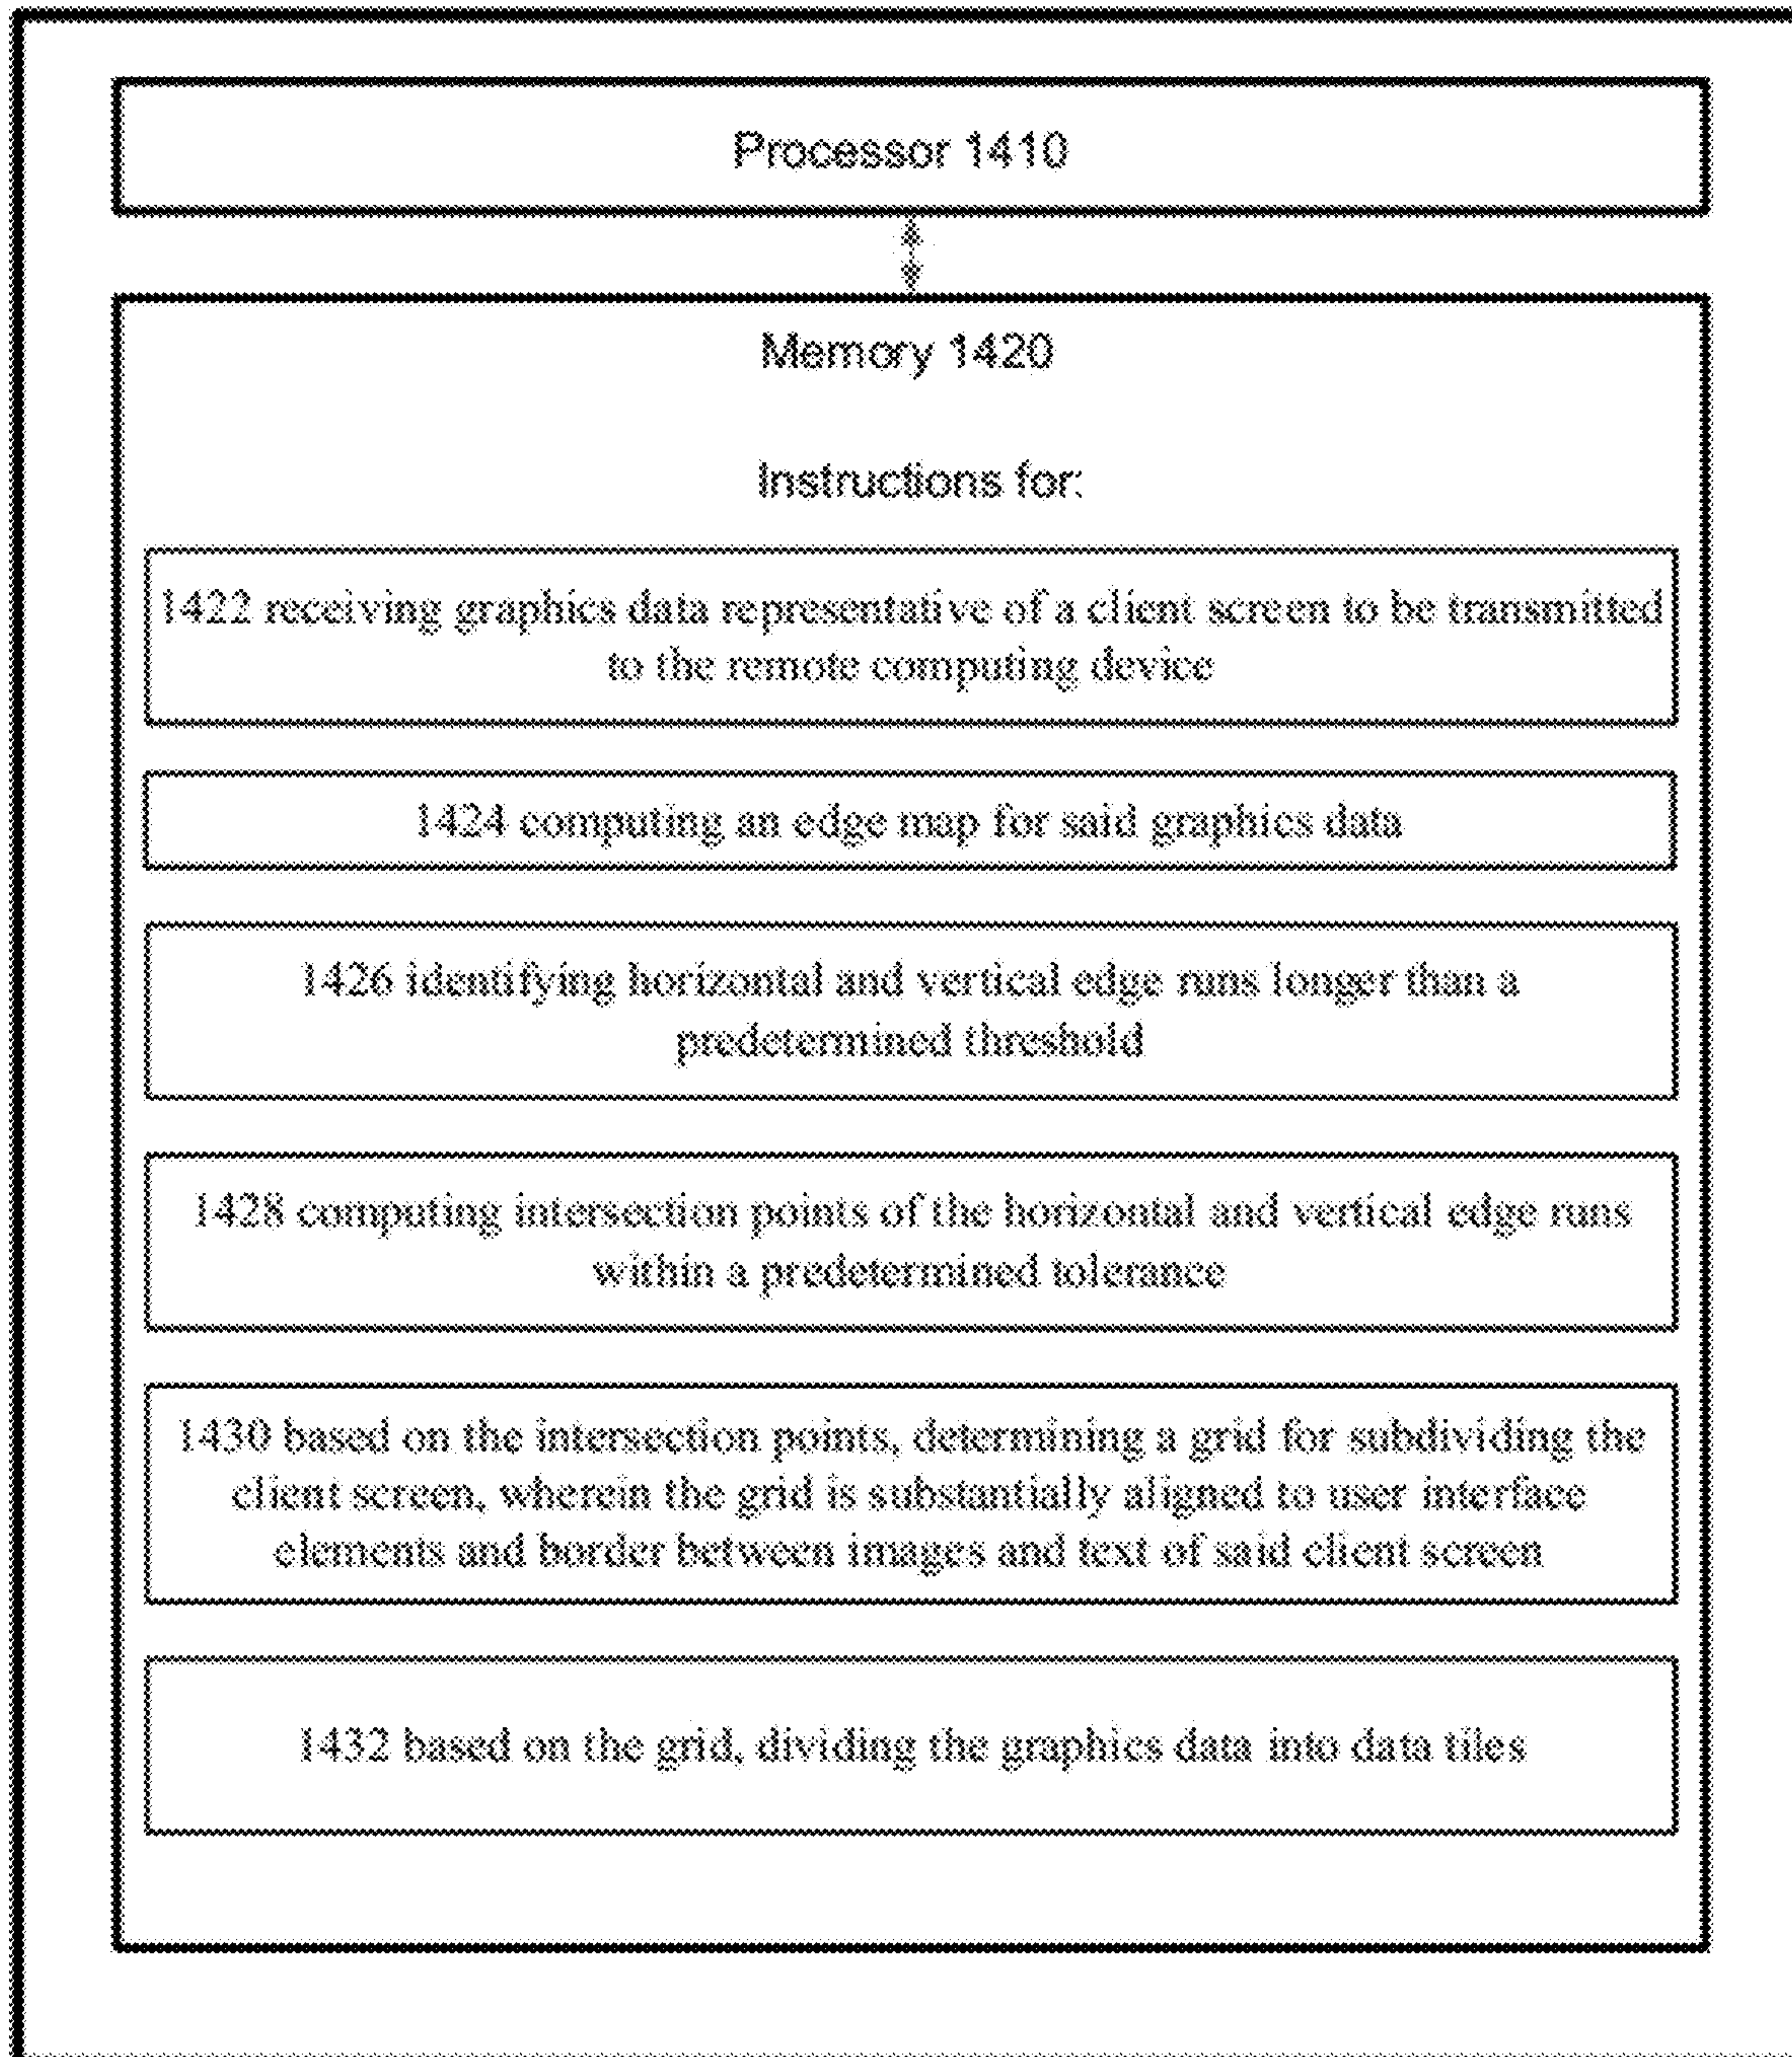 Processor 1410
Memory 1420
Instructions for:
1422 receiving graphics data representative of a client screen to be transmitted
to the remote computing device
1424 computing an edge map for said graphics data
1426 identifying horizontal and vertical edge runs longer than a
predetermined threshold
1428 computing intersection points of the horizontal and vertical edge runs
within a predetermined tolerance
1430 based on the intersection points, determining a grid for subdividing the
client screen, wherein the grid is substantially aligned to user interface
elements and border between images and text of said client screen
1432 based on the grid, dividing the graphics data into data tiles